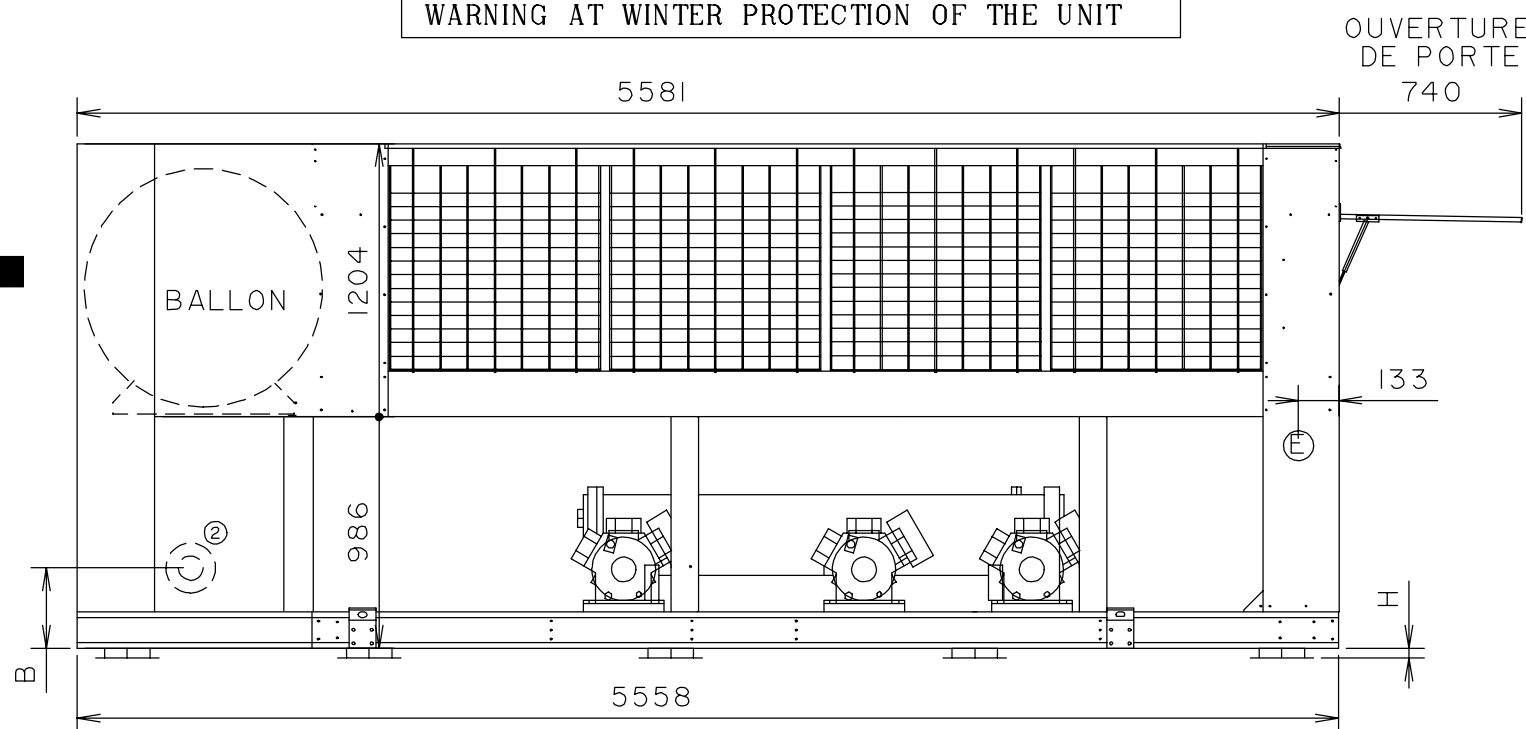 WARNING AT WINTER PROTECTION OF THE UNIT
OUVERTURE
DE PORTE
5581
740
1204
BALLON
133
E
986
2
H
B
5558